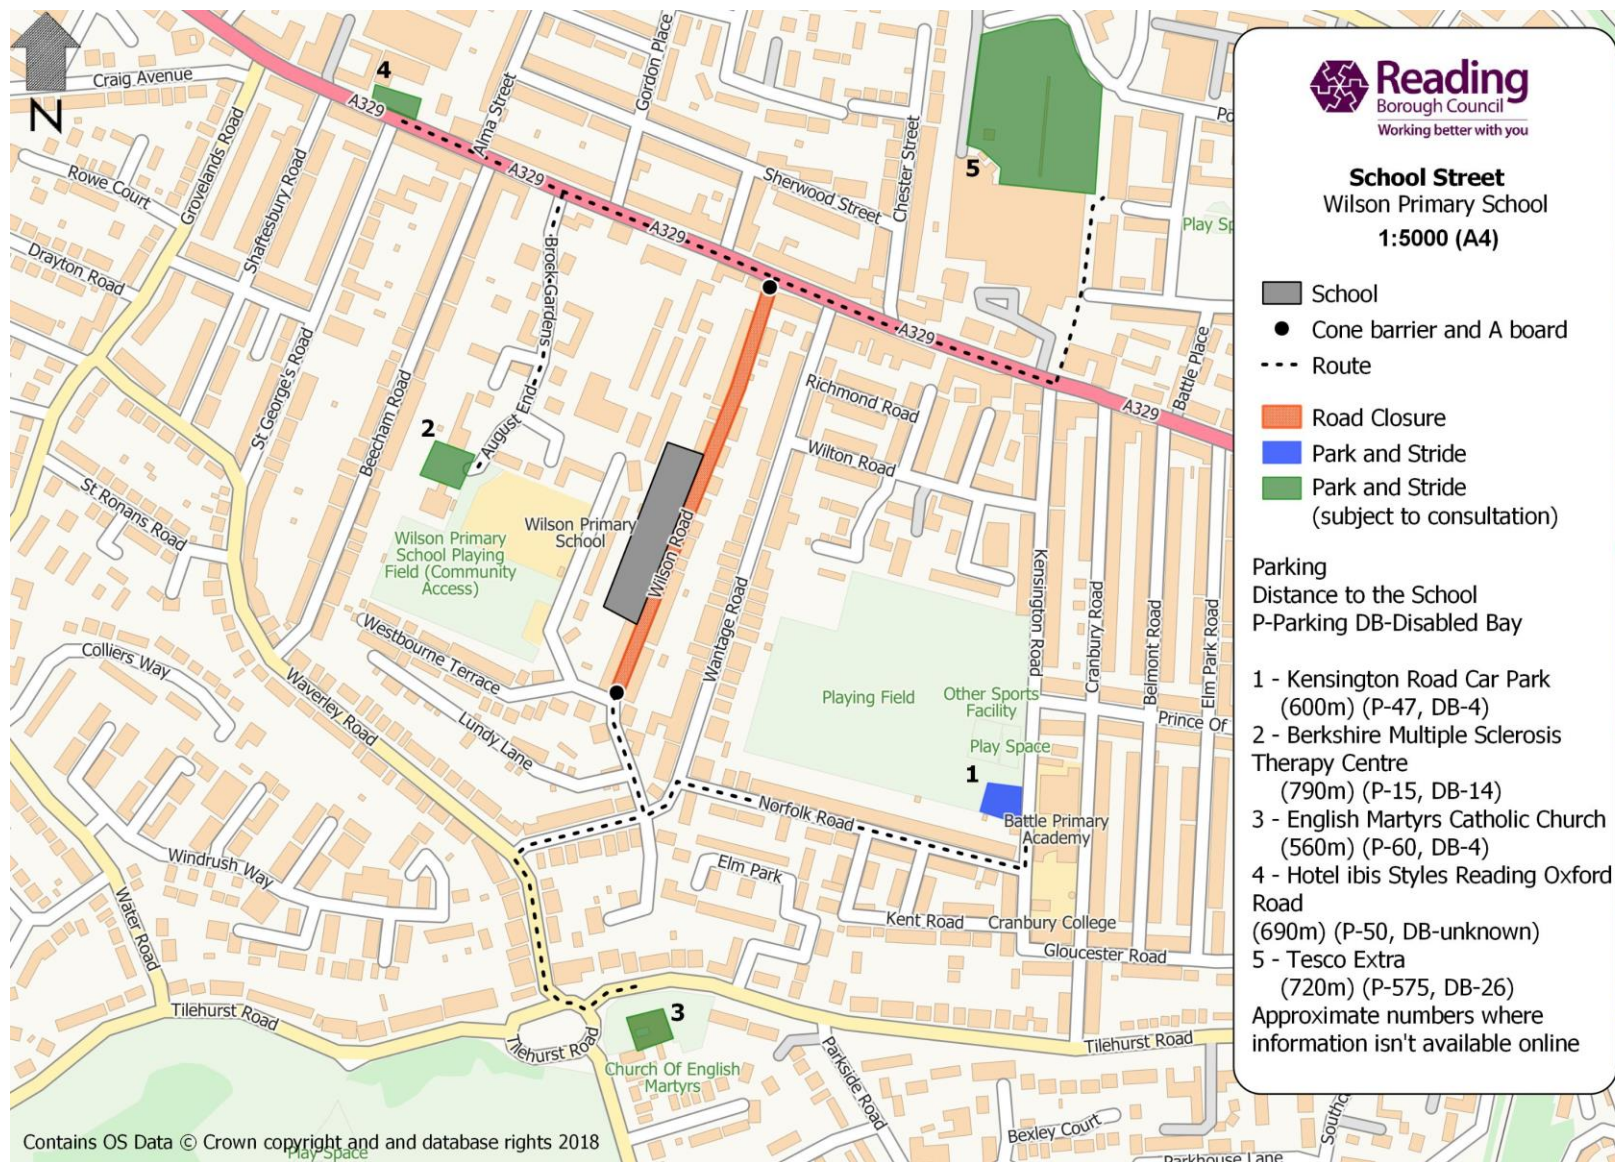 Craig Avenue
N
Rowe Court
Drayton Road
Grovelands Road
Shaftesbury Road
St George's Road
Beecham Road
St Ronans Road
4
A329
Alma Street
A329
Gordon Place
A329
Sherwood Street
Chester Street
5
Play Sp
A329
A329
Battle Place
Brock Gardens
August End
2
Richmond Road
Wilton Road
Wilson Primary
School
Wilson Primary
School Playing
Field (Community
Access)
Wilson Road
Wantage Road
Kensington Road
Cranbury Road
Belmont Road
Elm Park Road
Westbourne Terrace
Lundy Lane
Colliers Way
Waverley Road
Windrush Way
Water Road
Playing Field
Other Sports
Facility
Play Space
Prince Of
1
Norfolk Road
Battle Primary
Academy
Elm Park
Kent Road
Cranbury College
Gloucester Road
Tilehurst Road
Tilehurst Road
3
Church Of English
Martyrs
Tilehurst Road
Parkside Road
Bexley Court
Parkhouse Lane
Play Space
Contains OS Data © Crown copyright and and database rights 2018
Reading
Borough Council
Working better with you
School Street
Wilson Primary School
1:5000 (A4)
School
Cone barrier and A board
Route
Road Closure
Park and Stride
Park and Stride
(subject to consultation)
Parking
Distance to the School
P-Parking DB-Disabled Bay
1 - Kensington Road Car Park
(600m) (P-47, DB-4)
2 - Berkshire Multiple Sclerosis
Therapy Centre
(790m) (P-15, DB-14)
3 - English Martyrs Catholic Church
(560m) (P-60, DB-4)
4 - Hotel ibis Styles Reading Oxford
Road
(690m) (P-50, DB-unknown)
5 - Tesco Extra
(720m) (P-575, DB-26)
Approximate numbers where
information isn't available online